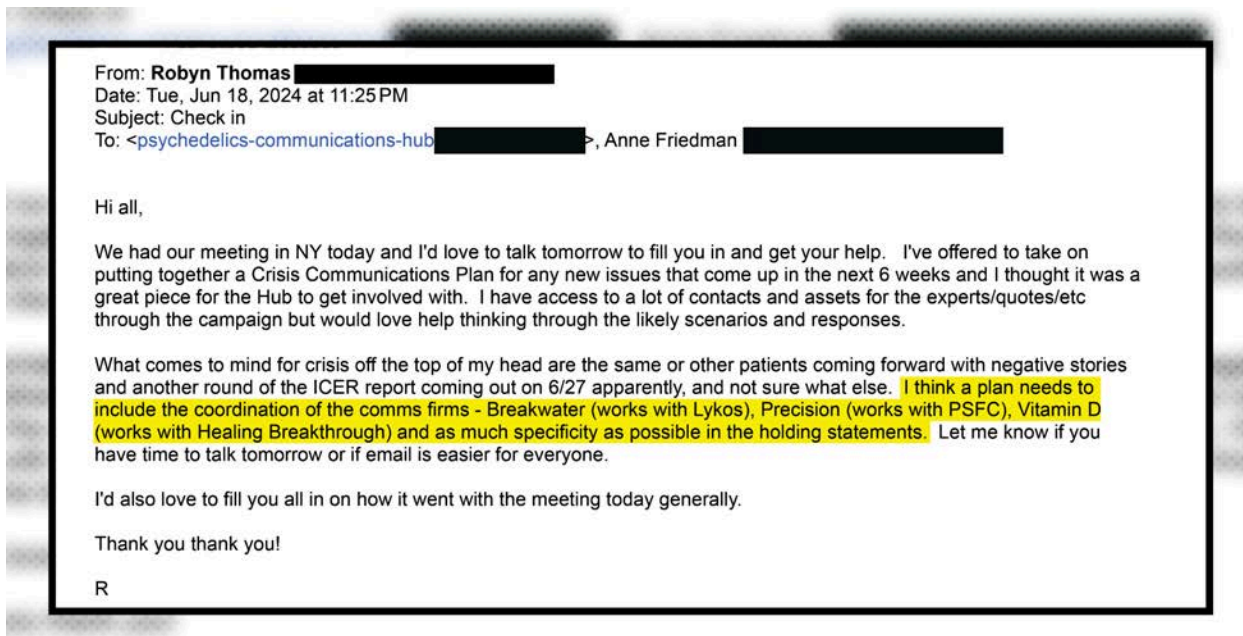 From: Robyn Thomas
Date: Tue, Jun 18, 2024 at 11:25 PM
Subject: Check in
To: <psychedelics-communications-hub >, Anne Friedman
Hi all,
We had our meeting in NY today and I'd love to talk tomorrow to fill you in and get your help. I've offered to take on
putting together a Crisis Communications Plan for any new issues that come up in the next 6 weeks and I thought it was a
great piece for the Hub to get involved with. I have access to a lot of contacts and assets for the experts/quotes/etc
through the campaign but would love help thinking through the likely scenarios and responses.
What comes to mind for crisis off the top of my head are the same or other patients coming forward with negative stories
and another round of the ICER report coming out on 6/27 apparently, and not sure what else. I think a plan needs to
include the coordination of the comms firms - Breakwater (works with Lykos), Precision (works with PSFC), Vitamin D
(works with Healing Breakthrough) and as much specificity as possible in the holding statements. Let me know if you
have time to talk tomorrow or if email is easier for everyone.
I'd also love to fill you all in on how it went with the meeting today generally.
Thank you thank you!
R